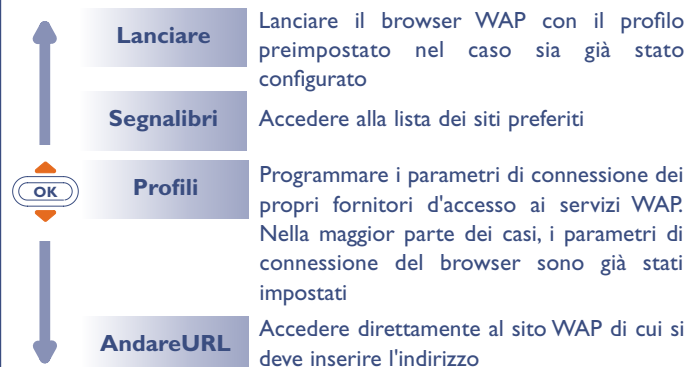 Lanciare
Lanciare il browser WAP con il profilo
preimpostato nel caso sia già stato
configurato
Segnalibri
Accedere alla lista dei siti preferiti
OK
Profili
Programmare i parametri di connessione dei
propri fornitori d'accesso ai servizi WAP.
Nella maggior parte dei casi, i parametri di
connessione del browser sono già stati
impostati
AndareURL
Accedere direttamente al sito WAP di cui si
deve inserire l'indirizzo